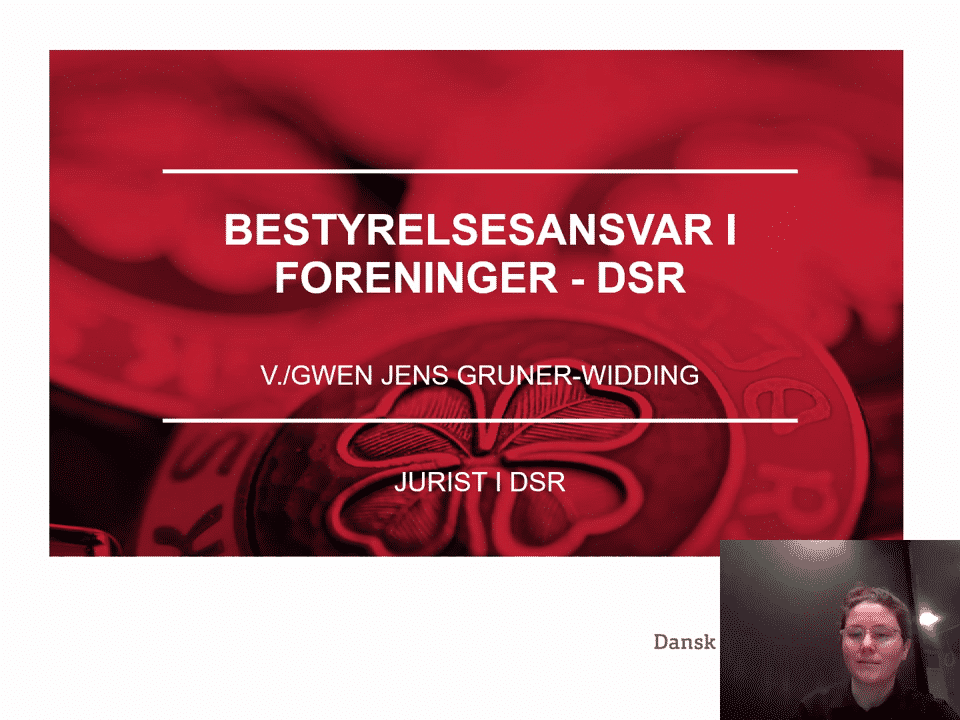 BESTYRELSESANSVAR I
FORENINGER - DSR
V./GWEN JENS GRUNER-WIDDING
JURIST I DSR
Dansk